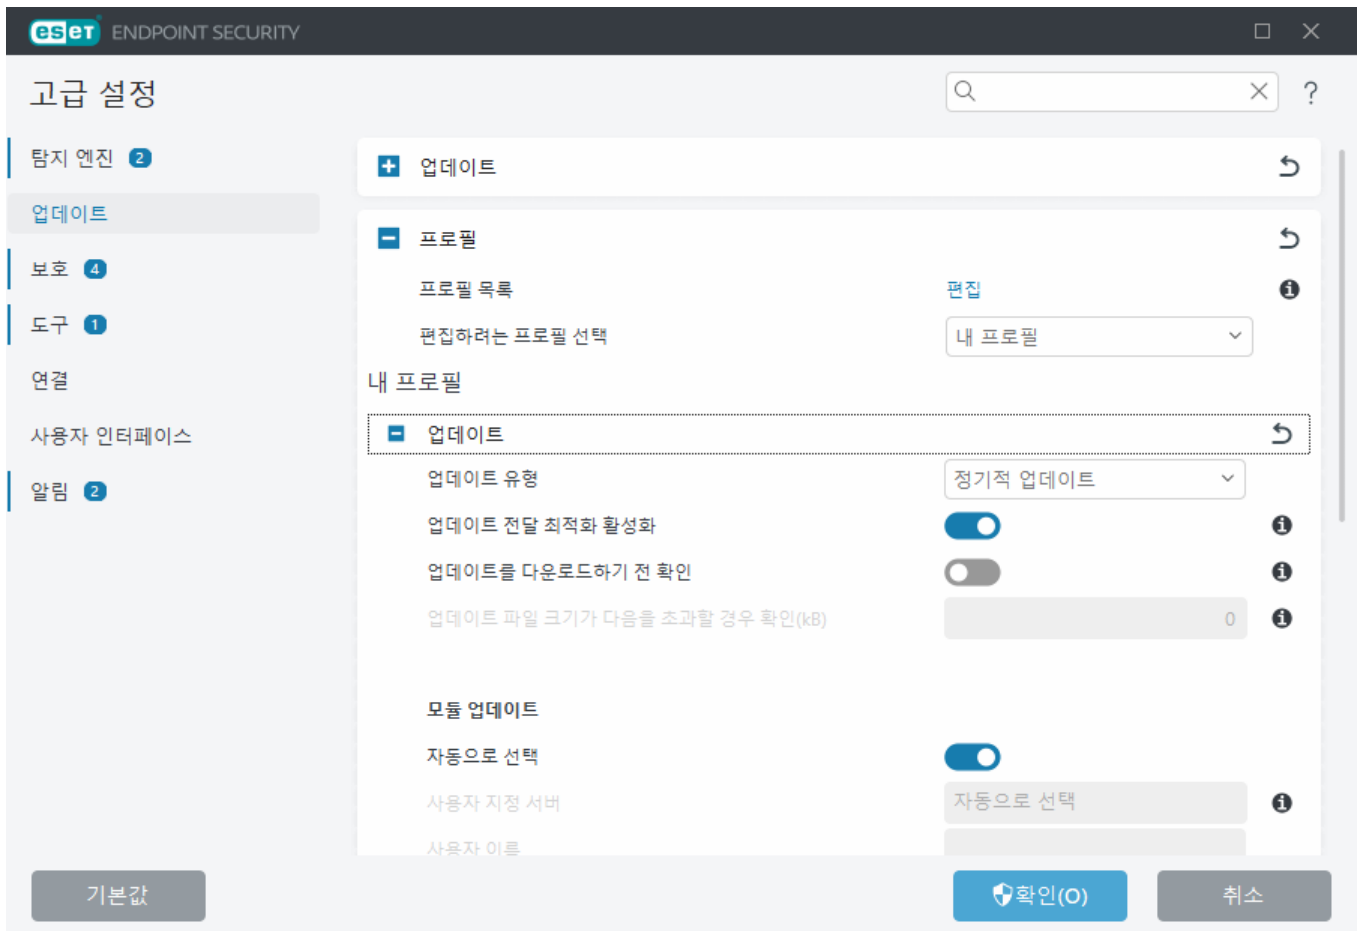 eset ENDPOINT SECURITY
고급 설정
?
탐지 엔진 2
업데이트
보호 4
도구 1
연결
사용자 인터페이스
알림 2
업데이트
프로필
프로필 목록 편집
편집하려는 프로필 선택 내 프로필
내 프로필
업데이트
업데이트 유형 정기적 업데이트
업데이트 전달 최적화 활성화
업데이트를 다운로드하기 전 확인
업데이트 파일 크기가 다음을 초과할 경우 확인(kB) 0
모듈 업데이트
자동으로 선택
사용자 지정 서버 자동으로 선택
사용자 이름
기본값 확인(O) 취소